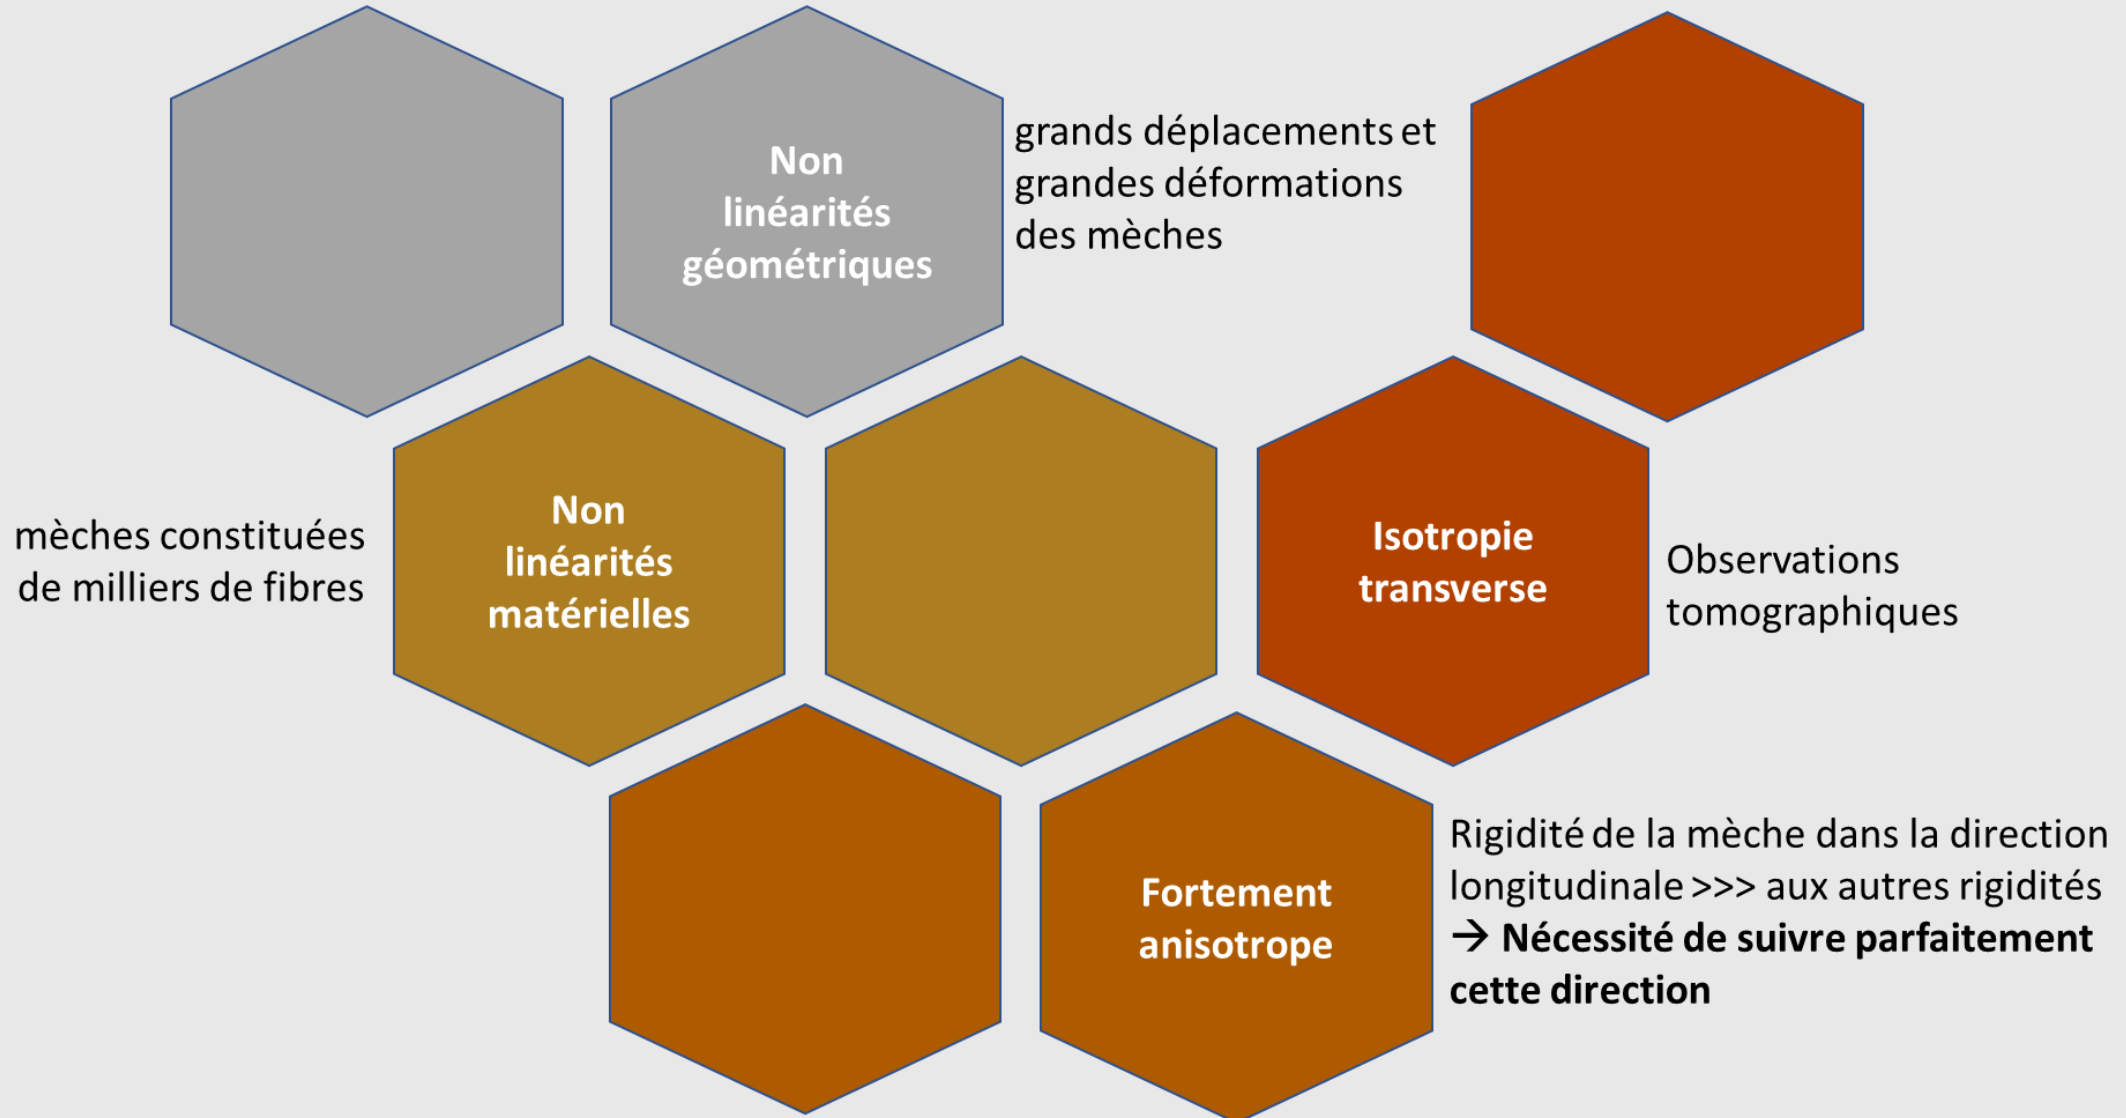 Non
linéarités
géométriques
grands déplacements et
grandes déformations
des mèches
mèches constituées
de milliers de fibres
Non
linéarités
matérielles
Isotropie
transverse
Observations
tomographiques
Fortement
anisotrope
Rigidité de la mèche dans la direction
longitudinale >>> aux autres rigidités
→ Nécessité de suivre parfaitement
cette direction